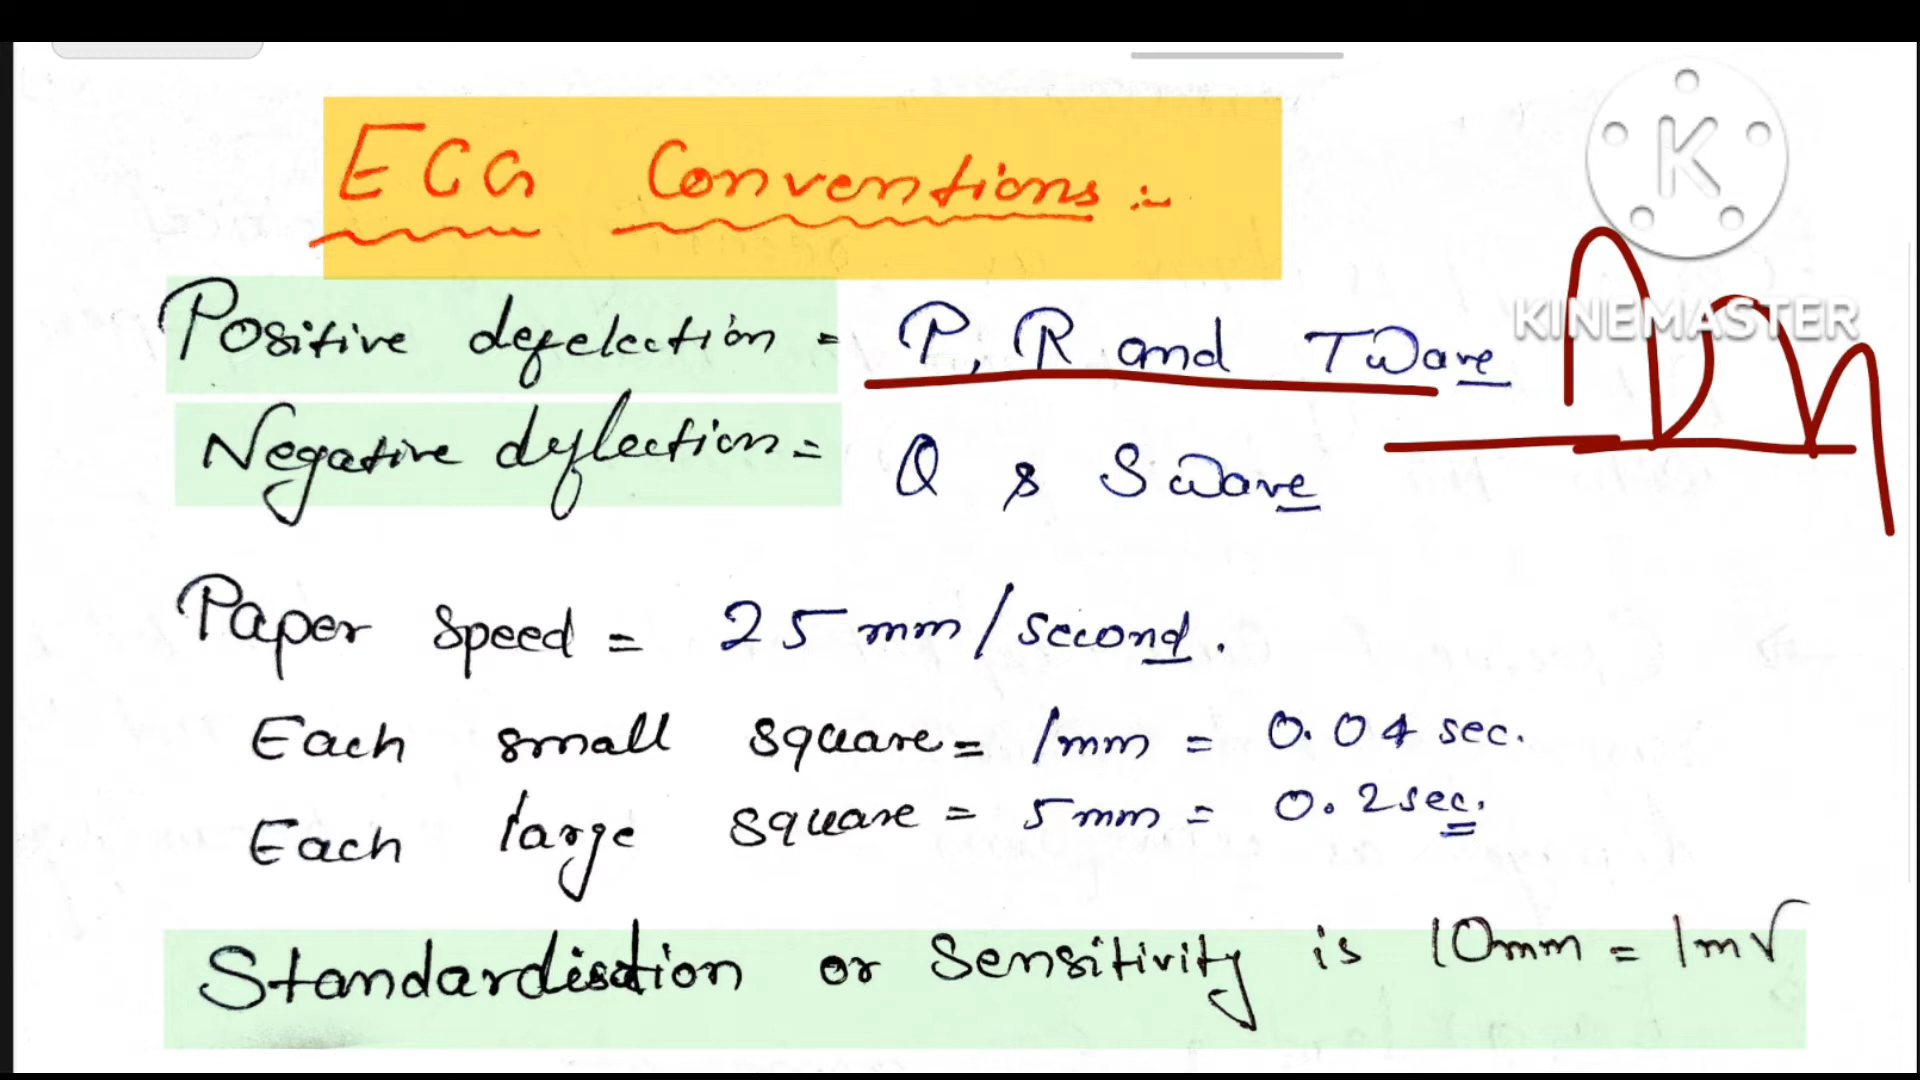 ECG Conventions :-
K
KINEMASTER
Positive defelection = P, R and T Wave
Negative deflection = Q & S Wave
Paper speed = 25 mm/second.
Each small square = 1mm = 0.04 sec.
Each large square = 5mm = 0.2 sec.
Standardisation or Sensitivity is 10mm = 1mV